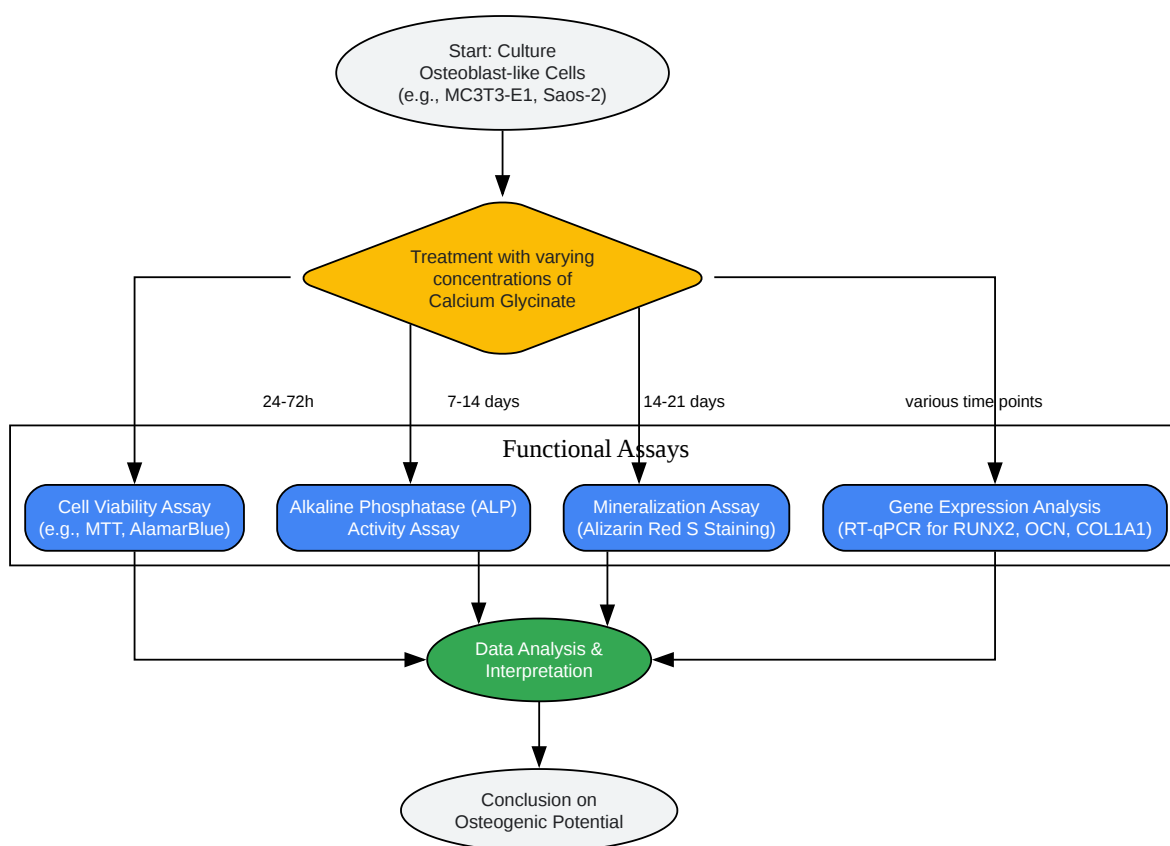 Start: Culture
Osteoblast-like Cells
(e.g., MC3T3-E1, Saos-2)
Treatment with varying
concentrations of
Calcium Glycinate
24-72h
7-14 days
14-21 days
various time points
Functional Assays
Cell Viability Assay
(e.g., MTT, AlamarBlue)
Alkaline Phosphatase (ALP)
Activity Assay
Mineralization Assay
(Alizarin Red S Staining)
Gene Expression Analysis
(RT-qPCR for RUNX2, OCN, COL1A1)
Data Analysis &
Interpretation
Conclusion on
Osteogenic Potential